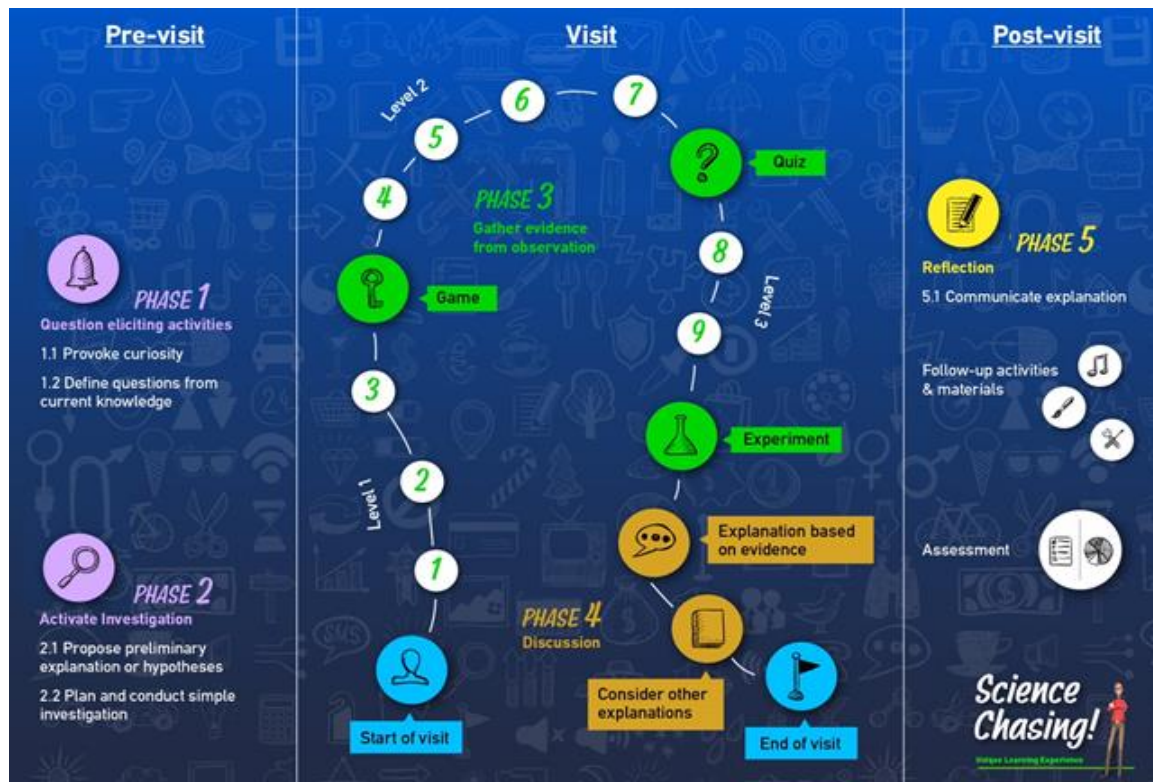 Pre-visit
PHASE 1
Question eliciting activities
1.1 Provoke curiosity
1.2 Define questions from
current knowledge
PHASE 2
Activate Investigation
2.1 Propose preliminary
explanation or hypotheses
2.2 Plan and conduct simple
investigation
Visit
Start of visit
1
2
Level 1
3
Game
4
5
Level 2
6
7
PHASE 3
Gather evidence
from observation
Quiz
8
Level 3
9
Experiment
PHASE 4
Discussion
Explanation based
on evidence
Consider other
explanations
End of visit
Post-visit
PHASE 5
Reflection
5.1 Communicate explanation
Follow-up activities
& materials
Assessment
Science
Chasing!
Unique Learning Experience